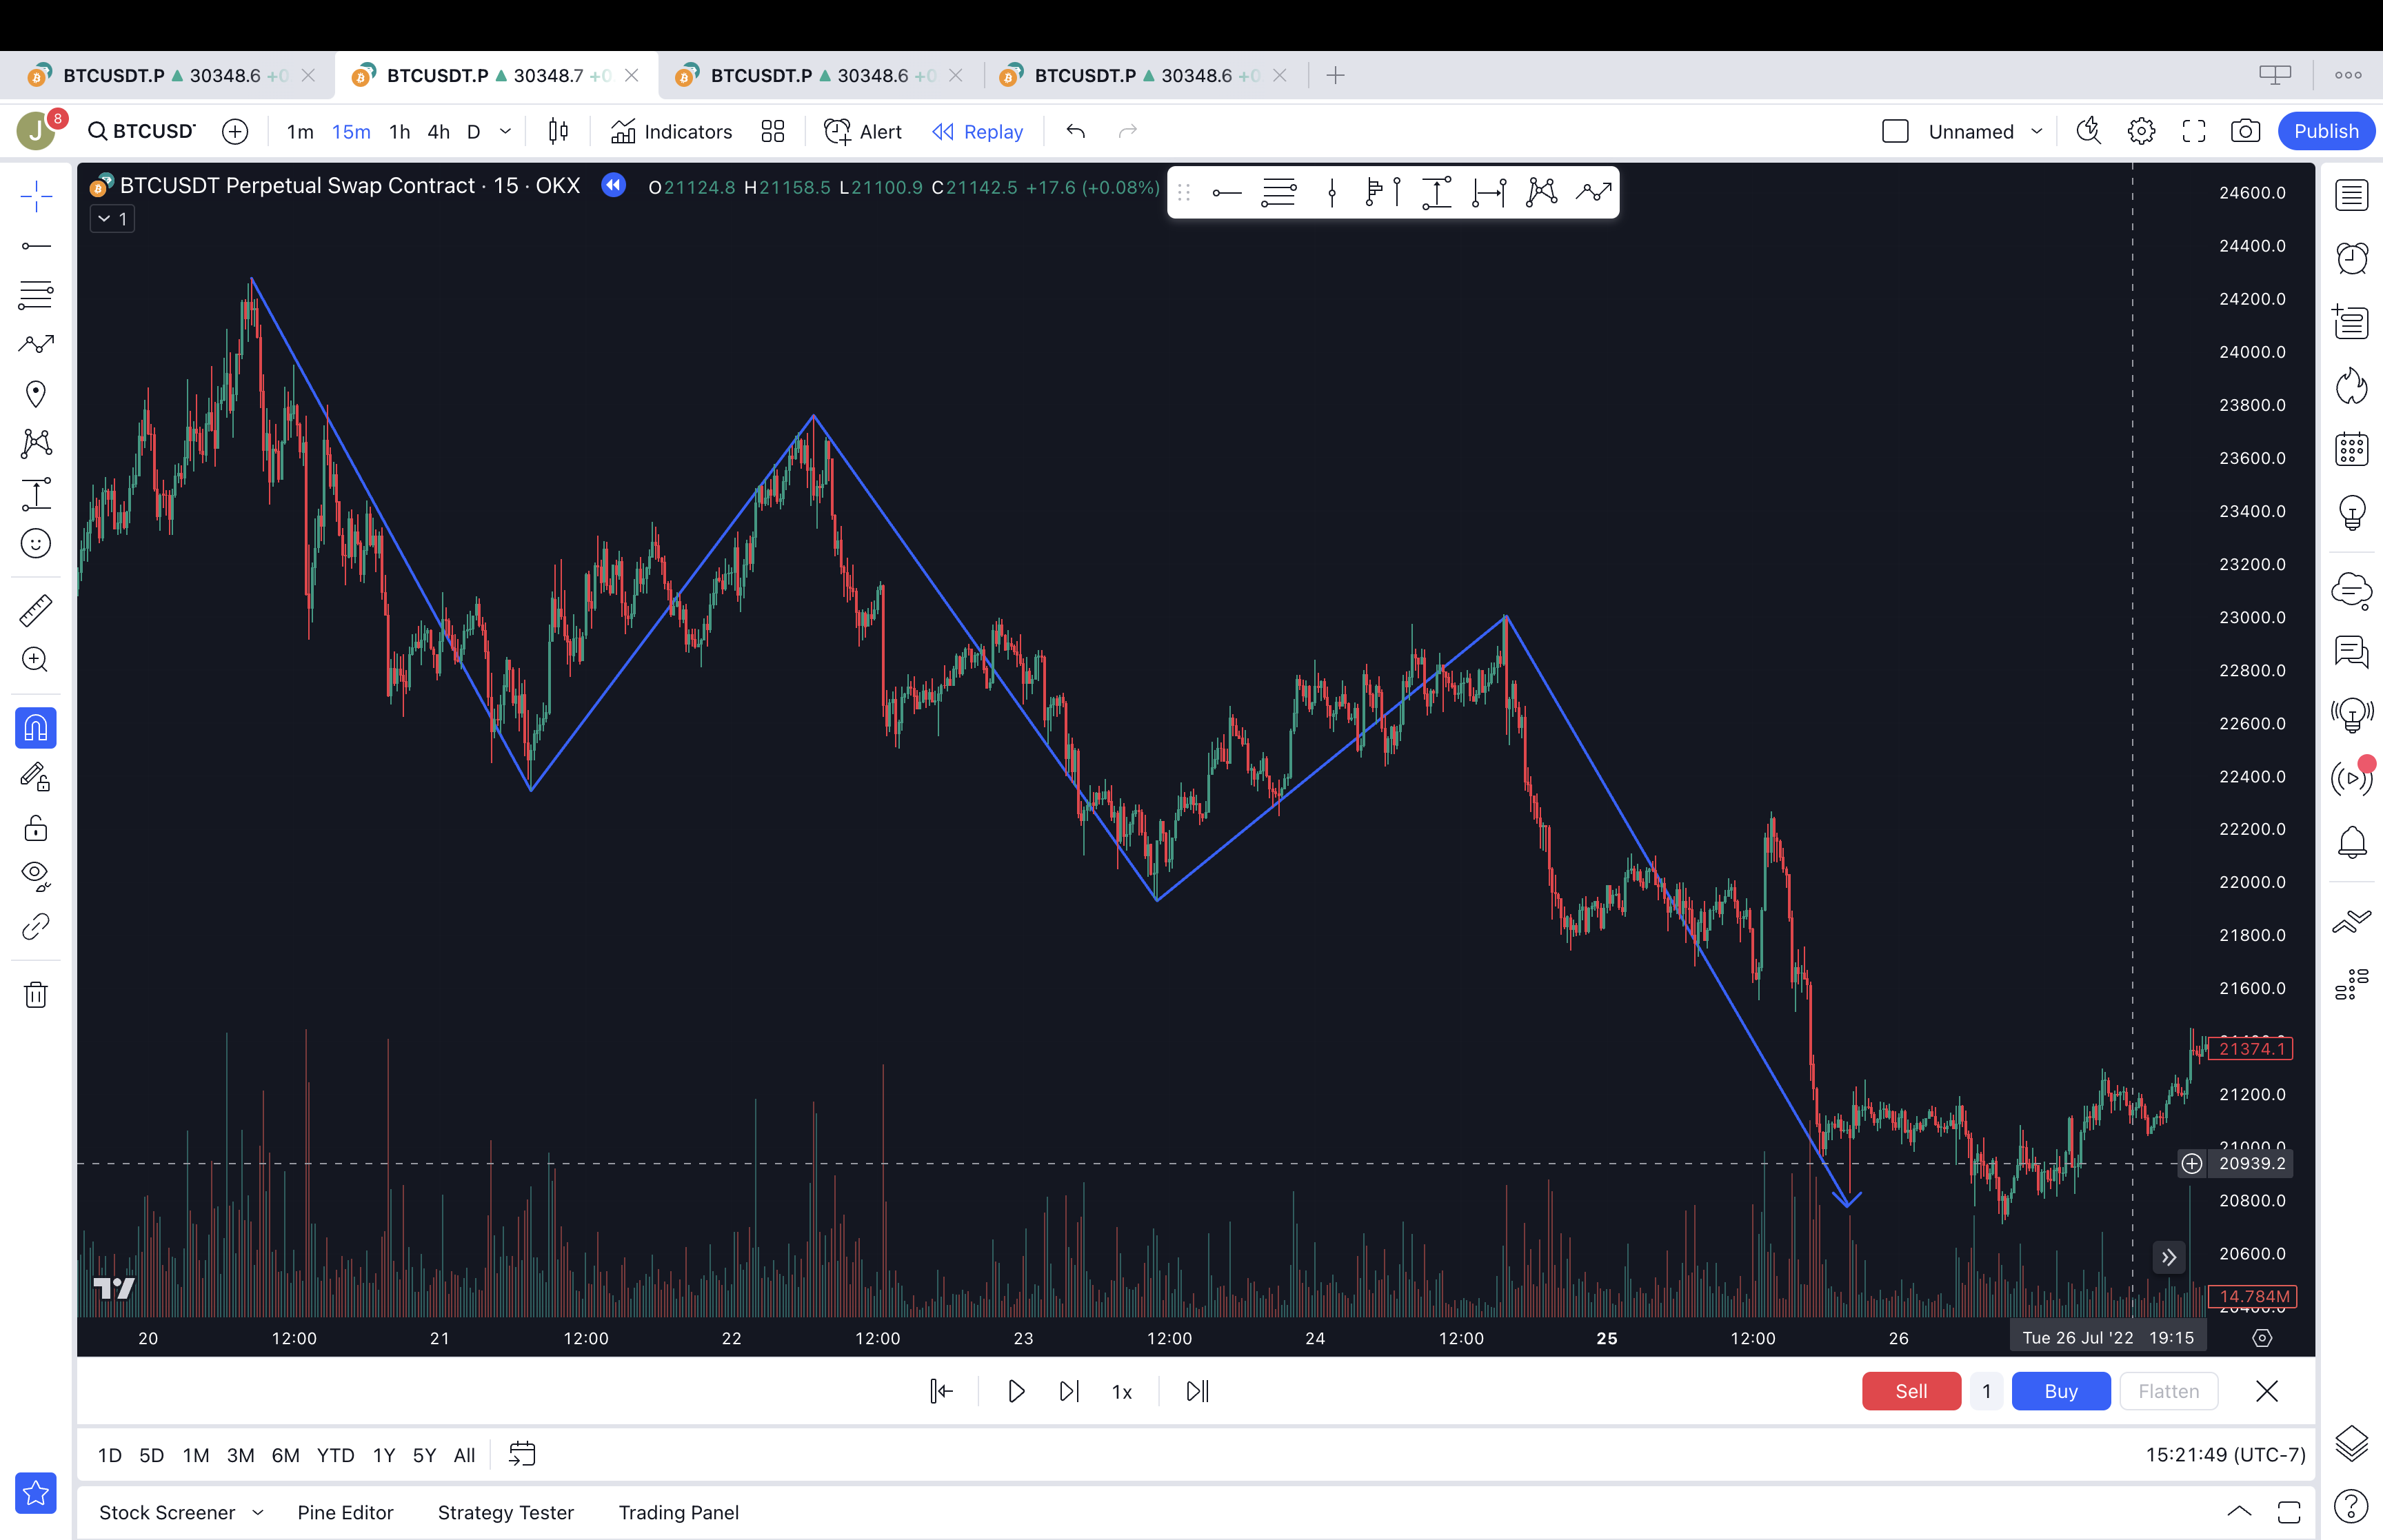 BTCUSDT.P ▲ 30348.6 +0
BTCUSDT.P ▲ 30348.7 +0
BTCUSDT.P ▲ 30348.6 +0
BTCUSDT.P ▲ 30348.6 +0
J 8 BTCUSD 1m 15m 1h 4h D Indicators Alert Replay Unnamed Publish
BTCUSDT Perpetual Swap Contract · 15 · OKX O21124.8 H21158.5 L21100.9 C21142.5 +17.6 (+0.08%)
1
24600.0
24400.0
24200.0
24000.0
23800.0
23600.0
23400.0
23200.0
23000.0
22800.0
22600.0
22400.0
22200.0
22000.0
21800.0
21600.0
21374.1
21200.0
21000.0
20939.2
20800.0
20600.0
14.784M
20 12:00 21 12:00 22 12:00 23 12:00 24 12:00 25 12:00 26 Tue 26 Jul '22 19:15
1x Sell 1 Buy Flatten
1D 5D 1M 3M 6M YTD 1Y 5Y All 15:21:49 (UTC-7)
Stock Screener Pine Editor Strategy Tester Trading Panel